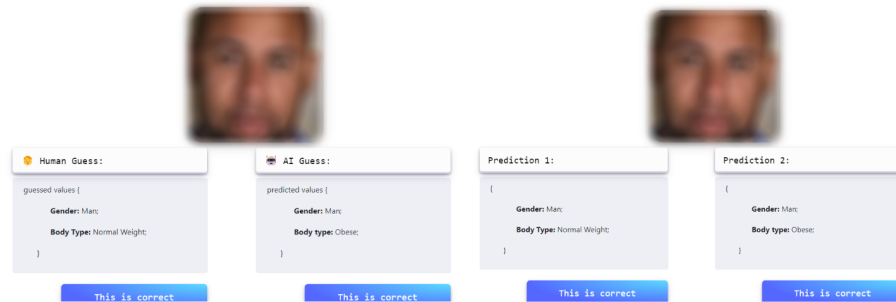 Human Guess:
guessed values {
Gender: Man;
Body Type: Normal Weight;
}
This is correct
AI Guess:
predicted values {
Gender: Man;
Body type: Obese;
}
This is correct
Prediction 1:
{
Gender: Man;
Body Type: Normal Weight;
}
This is correct
Prediction 2:
{
Gender: Man;
Body type: Obese;
}
This is correct